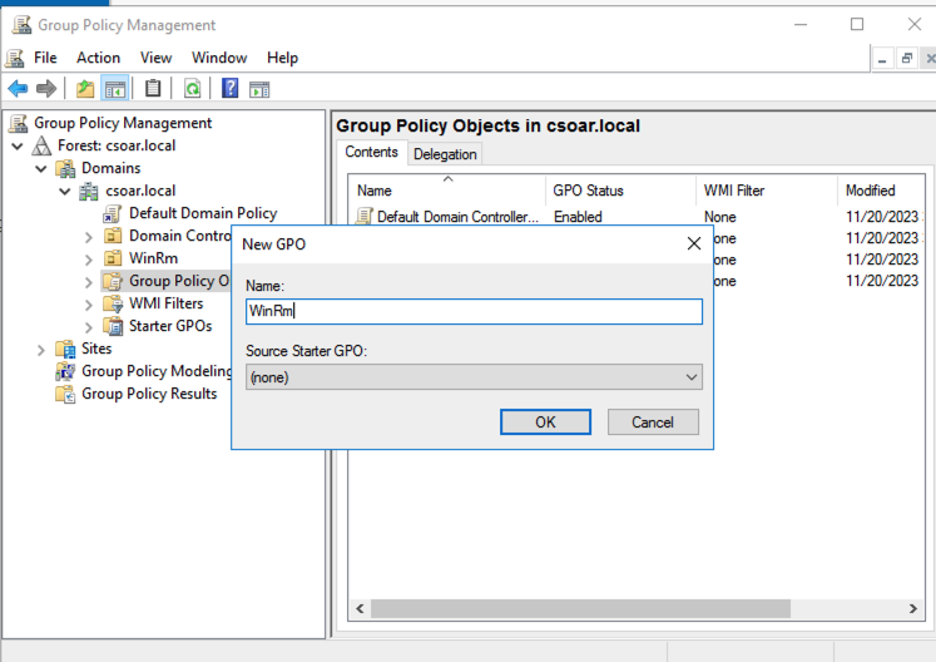 Group Policy Management
File Action View Window Help
Group Policy Management
Forest: csoar.local
Domains
csoar.local
Default Domain Policy
Domain Contro
WinRm
Group Policy O
WMI Filters
Starter GPOs
Sites
Group Policy Modeling
Group Policy Results
Group Policy Objects in csoar.local
Contents Delegation
Name GPO Status WMI Filter Modified
Default Domain Controller... Enabled None 11/20/2023
one 11/20/2023
one 11/20/2023
one 11/20/2023
New GPO
Name:
WinRm
Source Starter GPO:
(none)
OK Cancel